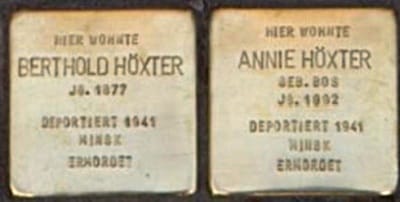 HIER WOHNTE
BERTHOLD HÖXTER
JG. 1877
DEPORTIERT 1941
MINSK
ERMORDET
HIER WOHNTE
ANNIE HÖXTER
GEB. BOS
JG.
DEPORTIERT 1941
MINSK
ERMORDET